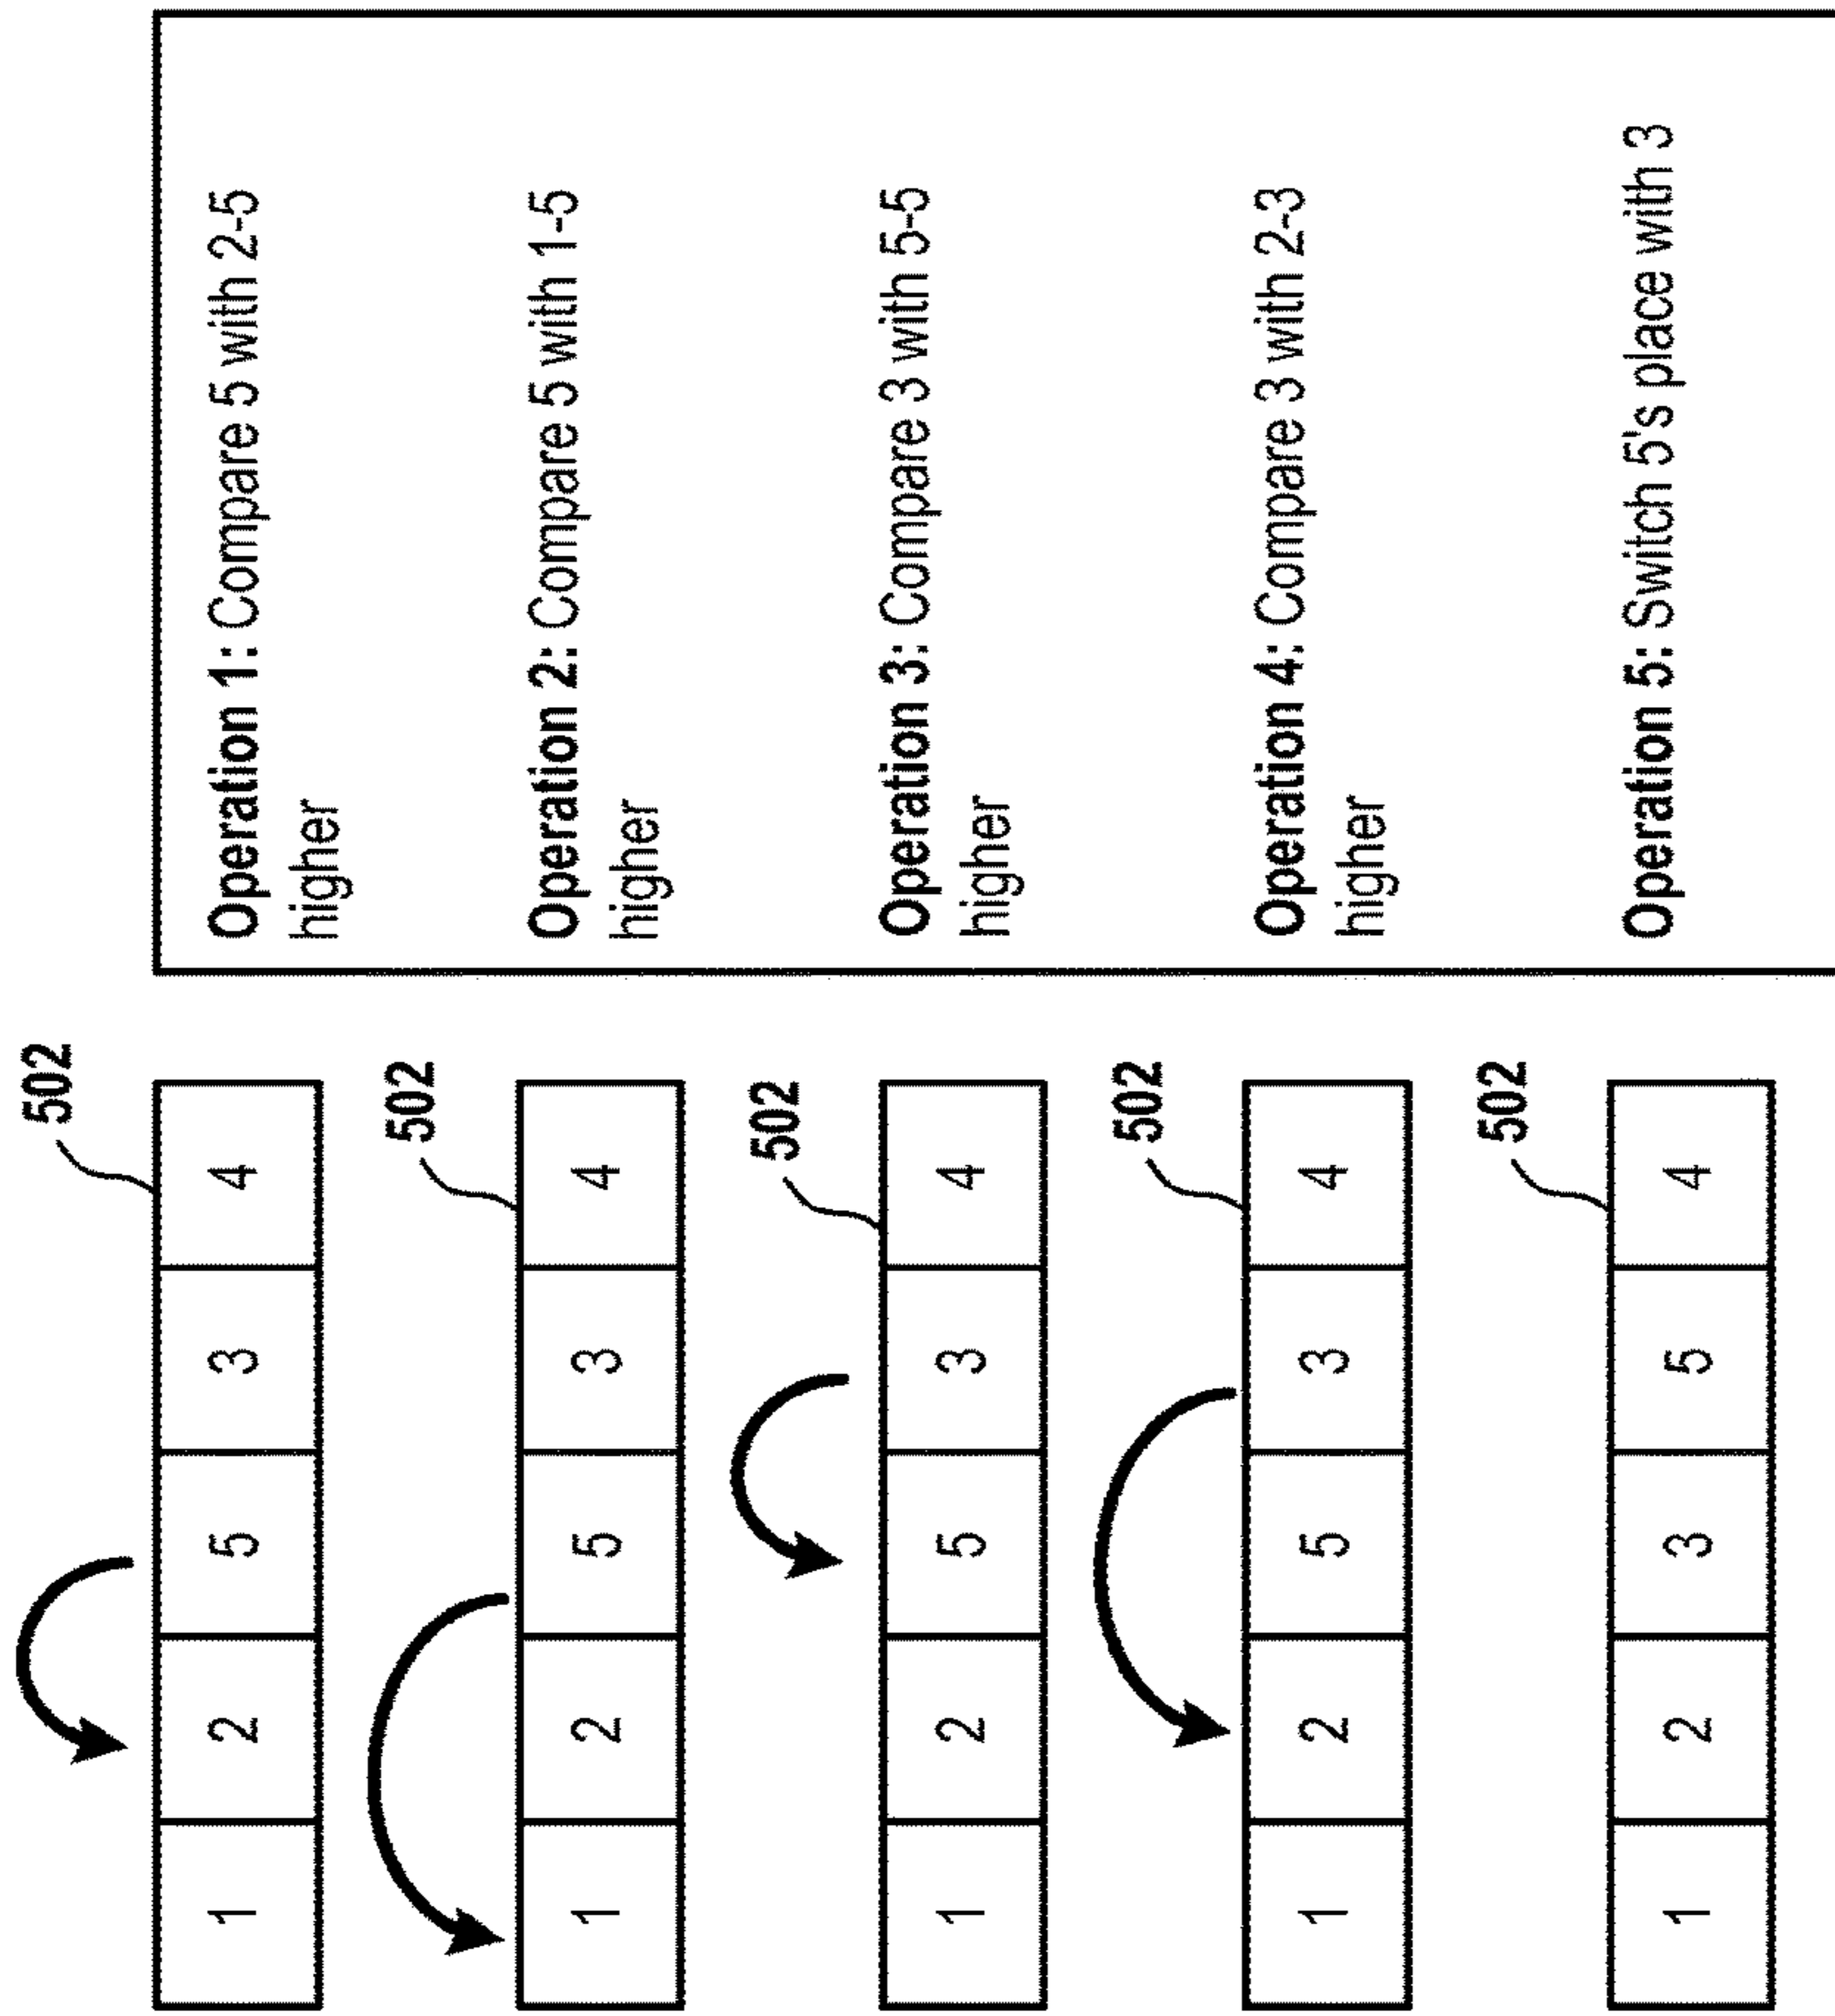 502
1 2 5 3 4
502
1 2 5 3 4
502
1 2 5 3 4
502
1 2 5 3 4
502
1 2 3 5 4
Operation 1: Compare 5 with 2-5
higher
Operation 2: Compare 5 with 1-5
higher
Operation 3: Compare 3 with 5-5
higher
Operation 4: Compare 3 with 2-3
higher
Operation 5: Switch 5's place with 3